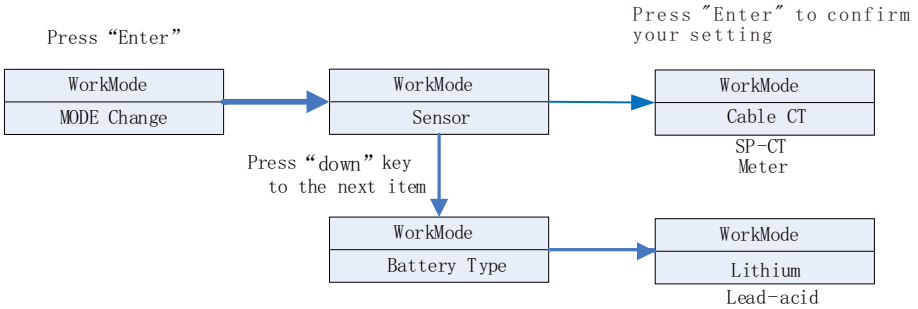 Press "Enter" to confirm
your setting
Press “Enter”
WorkMode
MODE Change
WorkMode
Sensor
WorkMode
Cable CT
SP-CT
Meter
Press “down” key
to the next item
WorkMode
Battery Type
WorkMode
Lithium
Lead-acid